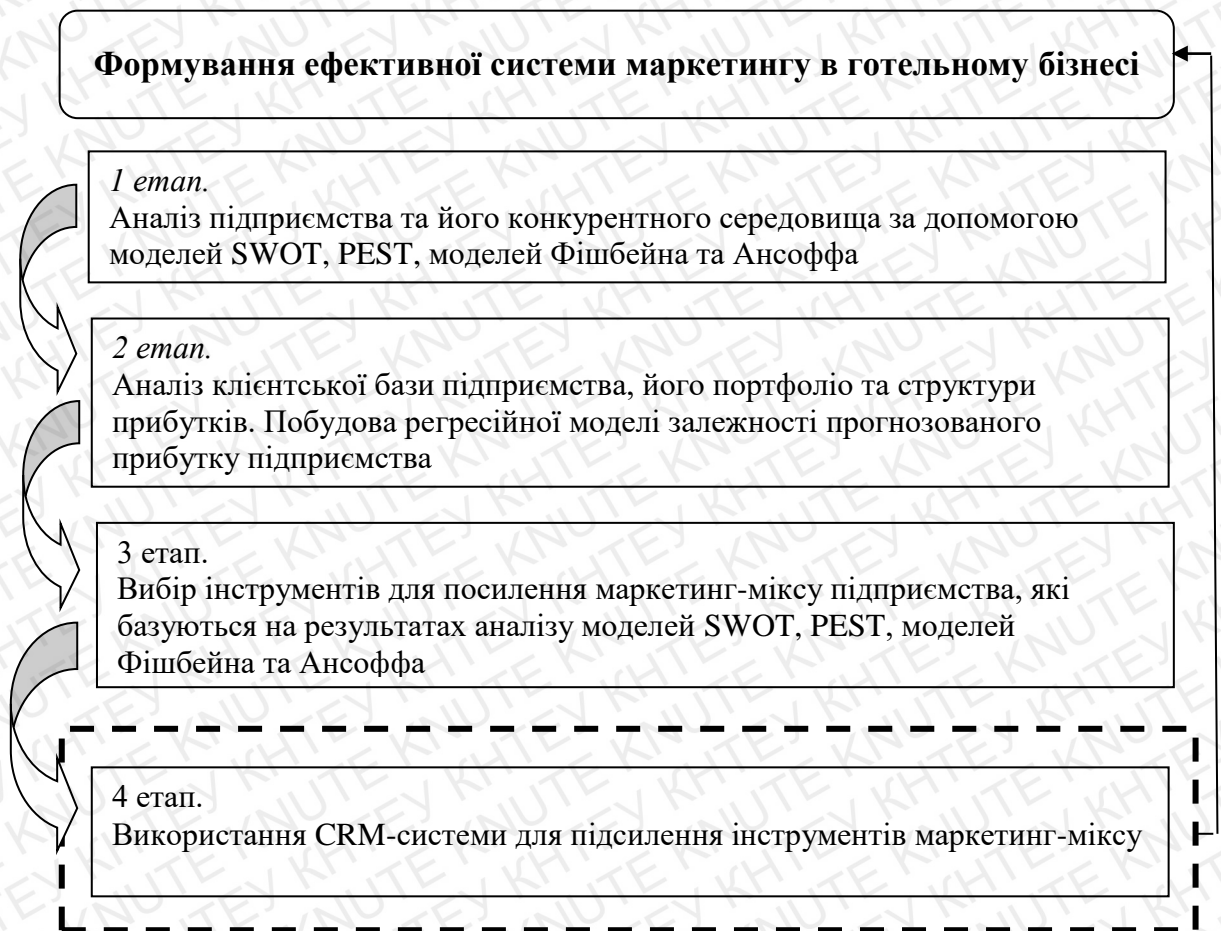 Формування ефективної системи маркетингу в готельному бізнесі
1 етап.
Аналіз підприємства та його конкурентного середовища за допомогою
моделей SWOT, PEST, моделей Фішбейна та Ансоффа
2 етап.
Аналіз клієнтської бази підприємства, його портфоліо та структури
прибутків. Побудова регресійної моделі залежності прогнозованого
прибутку підприємства
3 етап.
Вибір інструментів для посилення маркетинг-міксу підприємства, які
базуються на результатах аналізу моделей SWOT, PEST, моделей
Фішбейна та Ансоффа
4 етап.
Використання CRM-системи для підсилення інструментів маркетинг-міксу